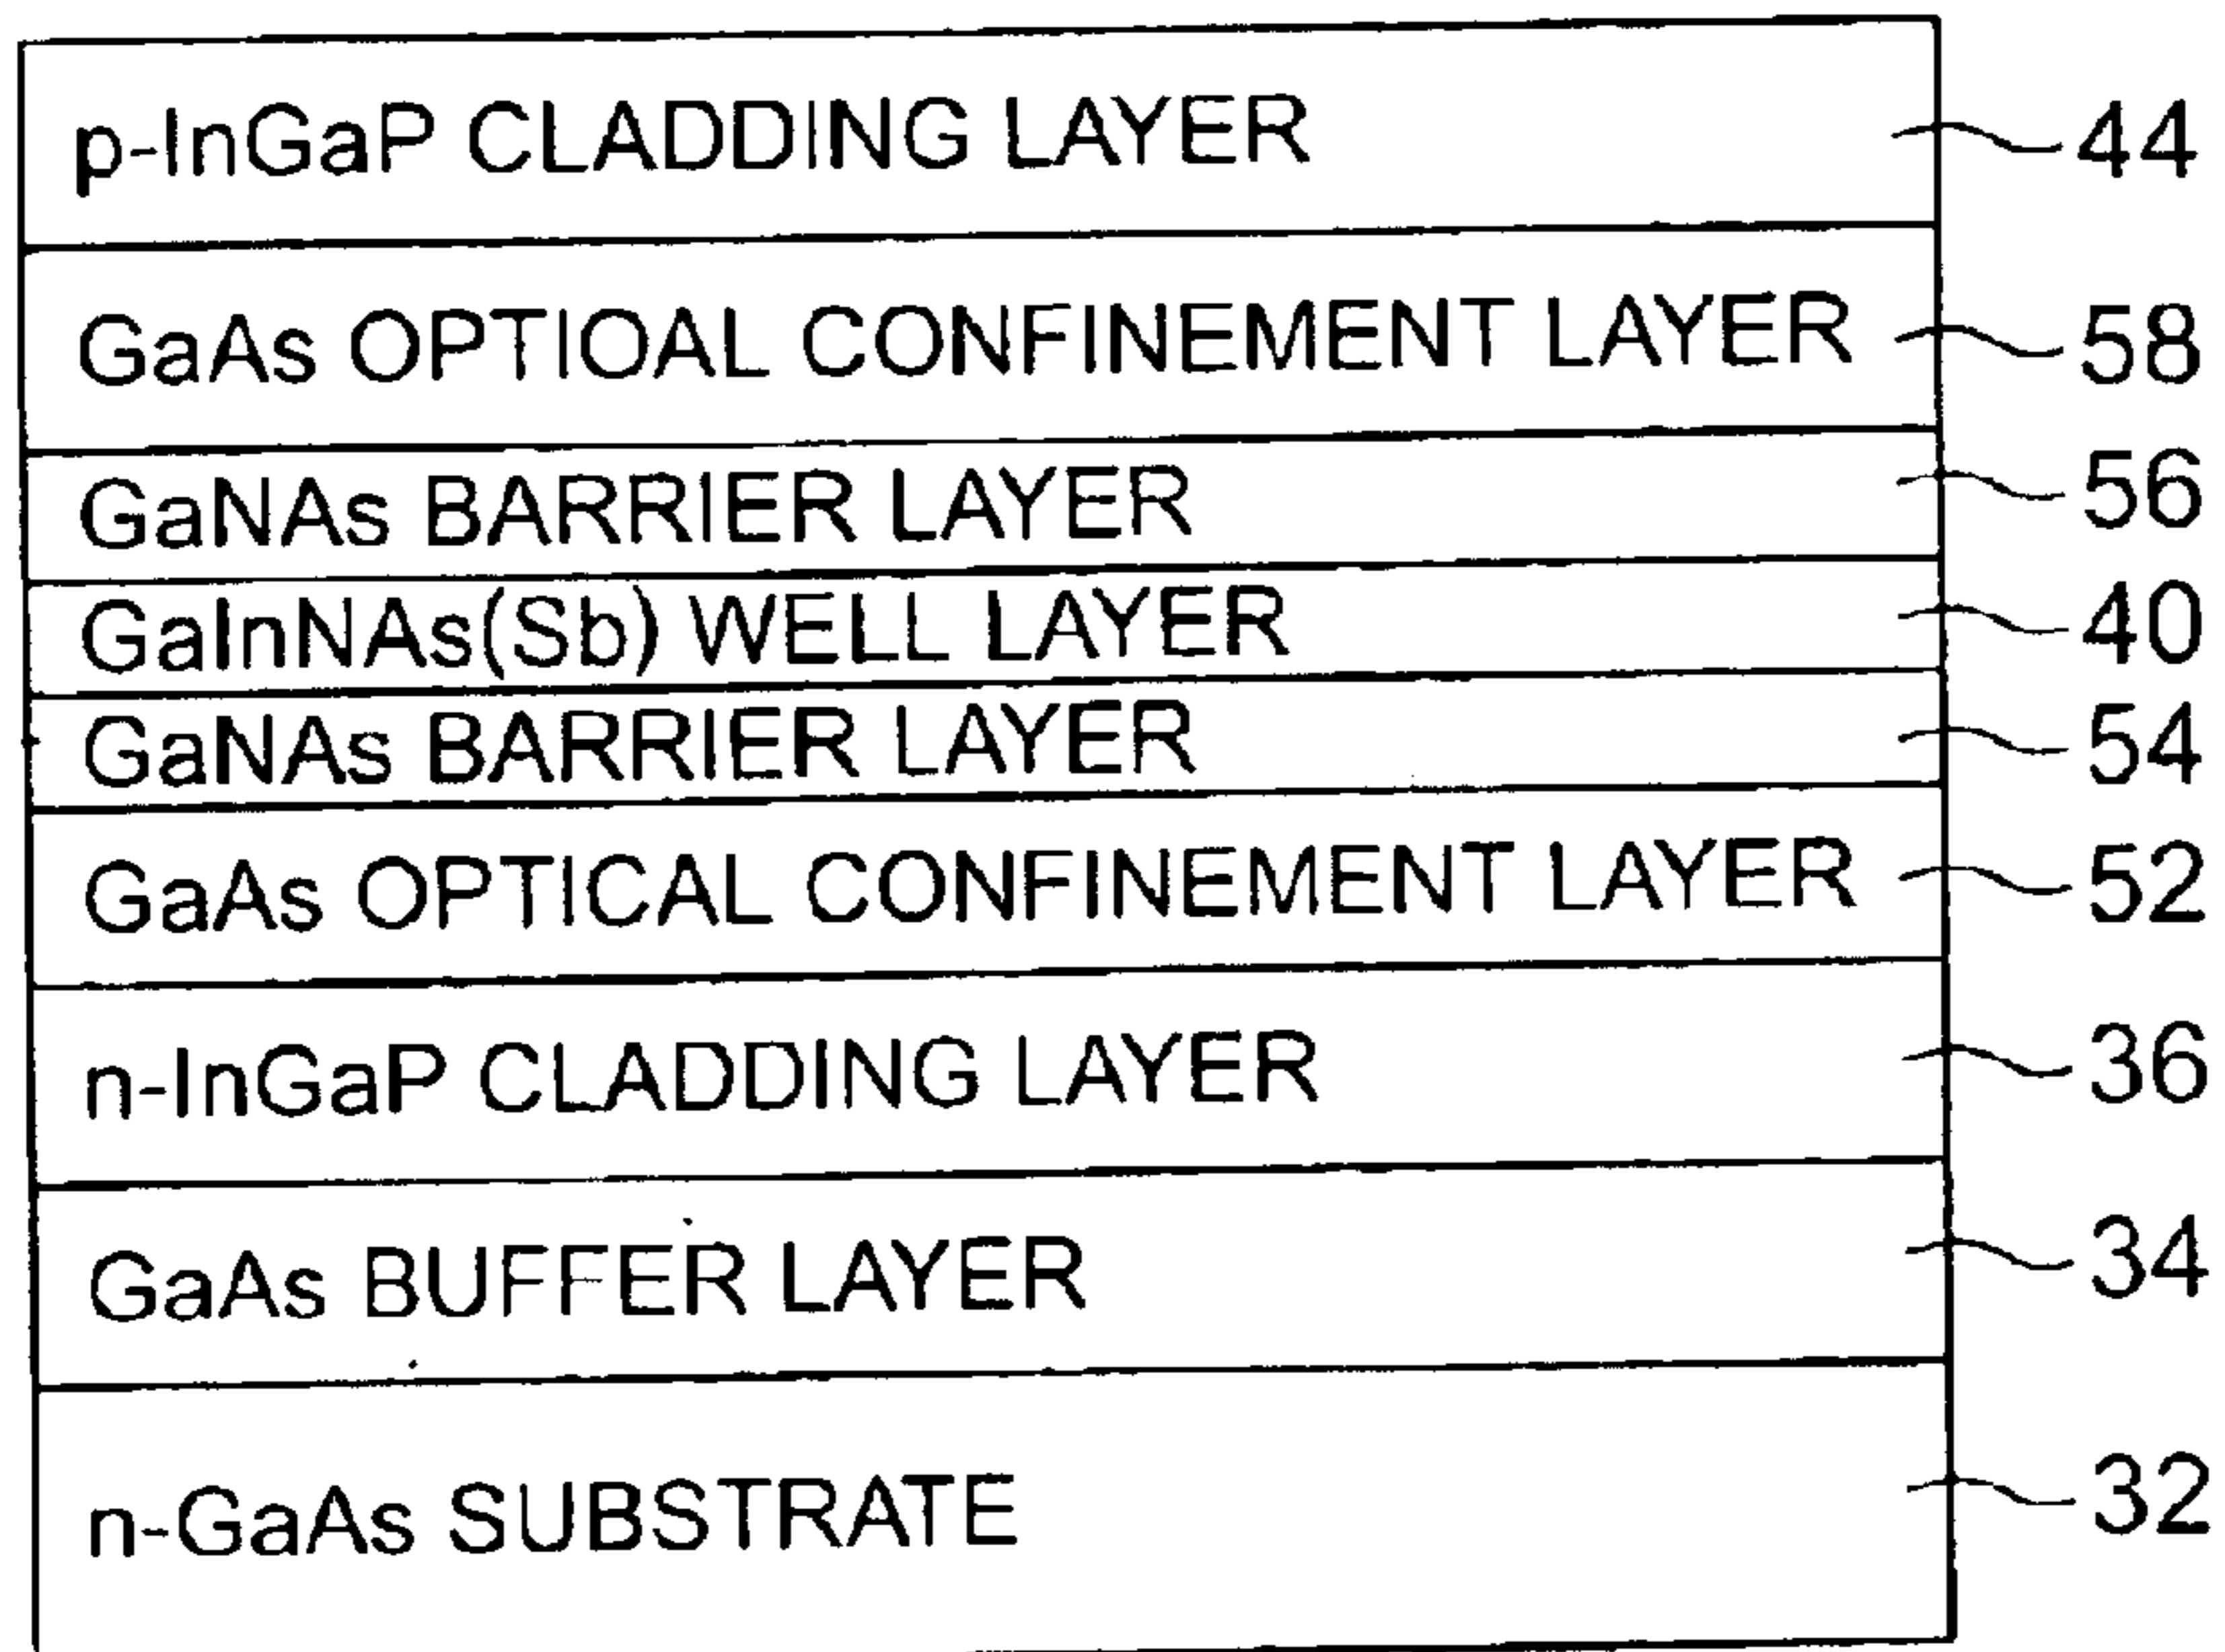 p-InGaP CLADDING LAYER 44
GaAs OPTIOAL CONFINEMENT LAYER 58
GaNAs BARRIER LAYER 56
GaInNAs(Sb) WELL LAYER 40
GaNAs BARRIER LAYER 54
GaAs OPTICAL CONFINEMENT LAYER 52
n-InGaP CLADDING LAYER 36
GaAs BUFFER LAYER 34
n-GaAs SUBSTRATE 32